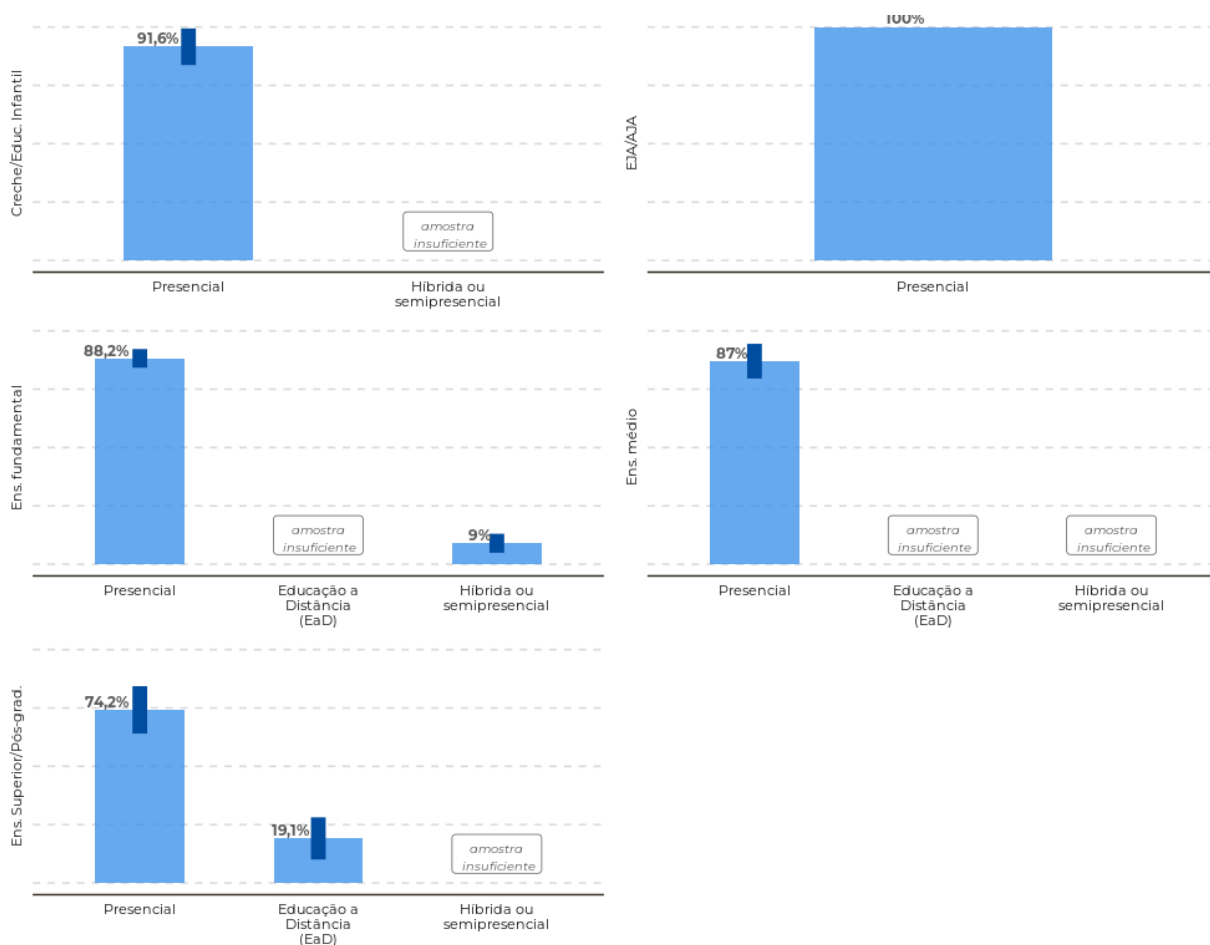 Creche/Educ. Infantil
91,6%
amostra
insuficiente
Presencial
Híbrida ou
semipresencial
EJA/AJA
100%
Presencial
Ens. fundamental
88,2%
amostra
insuficiente
9%
Presencial
Educação a
Distância
(EaD)
Híbrida ou
semipresencial
Ens. médio
87%
amostra
insuficiente
amostra
insuficiente
Presencial
Educação a
Distância
(EaD)
Híbrida ou
semipresencial
Ens. Superior/Pós-grad.
74,2%
19,1%
amostra
insuficiente
Presencial
Educação a
Distância
(EaD)
Híbrida ou
semipresencial